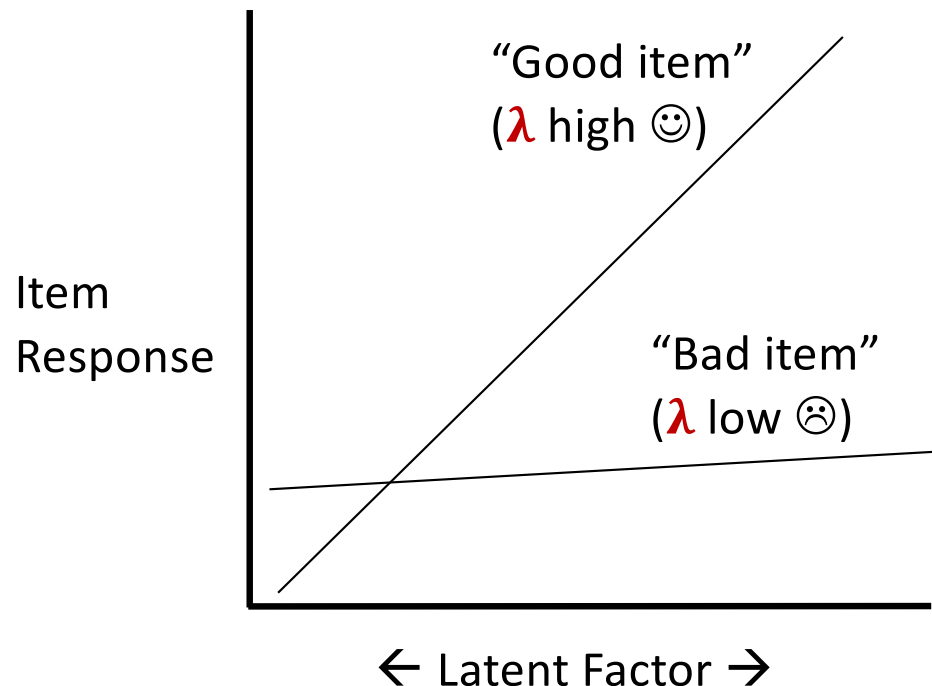 “Good item”
(λ high ☺)
Item
Response
“Bad item”
(λ low ☹)
← Latent Factor →